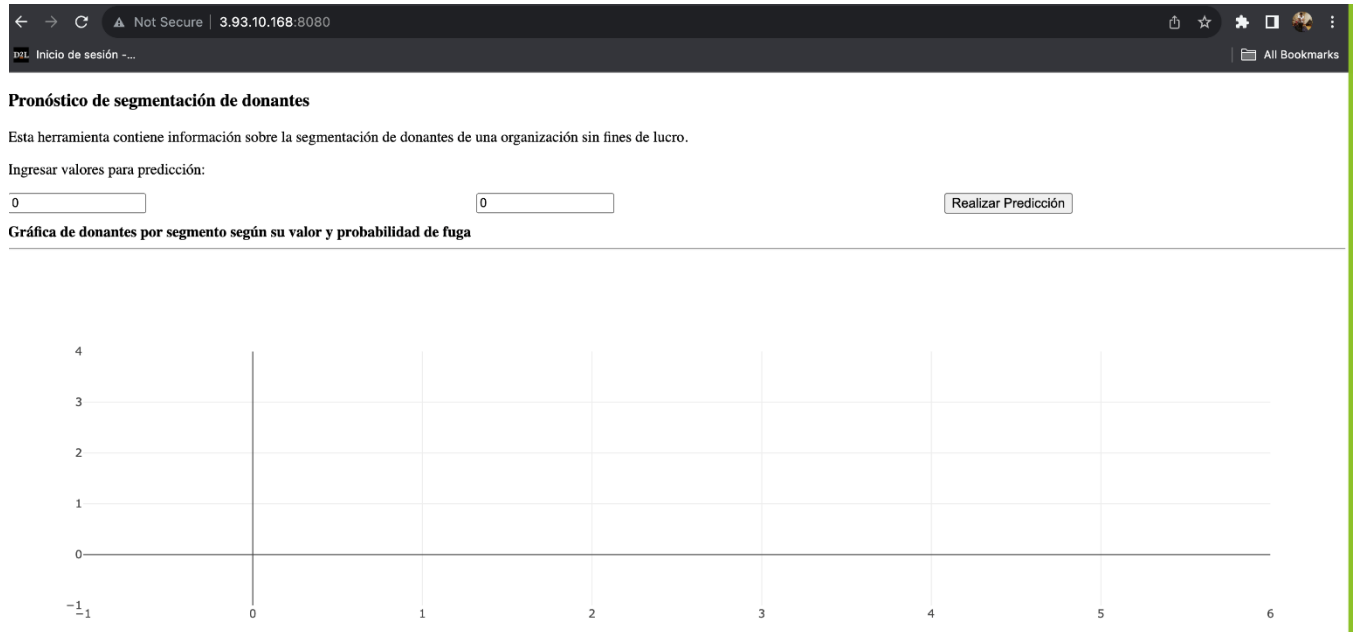 Not Secure | 3.93.10.168:8080
D2L Inicio de sesión -...
All Bookmarks
Pronóstico de segmentación de donantes
Esta herramienta contiene información sobre la segmentación de donantes de una organización sin fines de lucro.
Ingresar valores para predicción:
0 0 Realizar Predicción
Gráfica de donantes por segmento según su valor y probabilidad de fuga
4
3
2
1
0
−1
−1 0 1 2 3 4 5 6